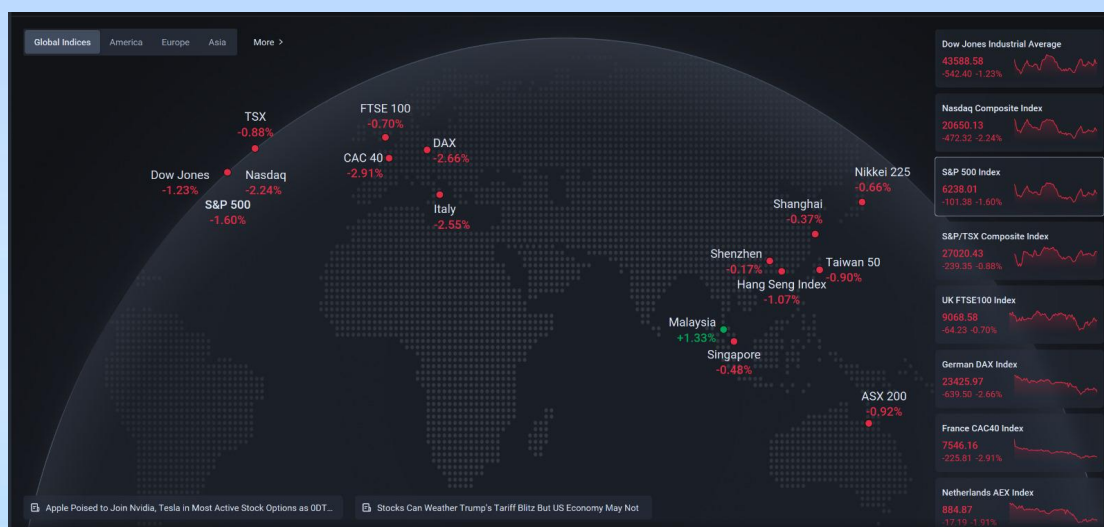 Global Indices America Europe Asia More >
TSX
-0.88%
Dow Jones
-1.23%
Nasdaq
-2.24%
S&P 500
-1.60%
FTSE 100
-0.70%
CAC 40
-2.91%
DAX
-2.66%
Italy
-2.55%
Nikkei 225
-0.66%
Shanghai
-0.37%
Shenzhen
-0.17%
Hang Seng Index
-1.07%
Taiwan 50
-0.90%
Malaysia
+1.33%
Singapore
-0.48%
ASX 200
-0.92%
Apple Poised to Join Nvidia, Tesla in Most Active Stock Options as 0DT...
Stocks Can Weather Trump's Tariff Blitz But US Economy May Not
Dow Jones Industrial Average
43588.58
-542.40 -1.23%
Nasdaq Composite Index
20650.13
-472.32 -2.24%
S&P 500 Index
6238.01
-101.38 -1.60%
S&P/TSX Composite Index
27020.43
-239.35 -0.88%
UK FTSE100 Index
9068.58
-64.23 -0.70%
German DAX Index
23425.97
-639.50 -2.66%
France CAC40 Index
7546.16
-225.81 -2.91%
Netherlands AEX Index
884.87
-17.19 -1.91%